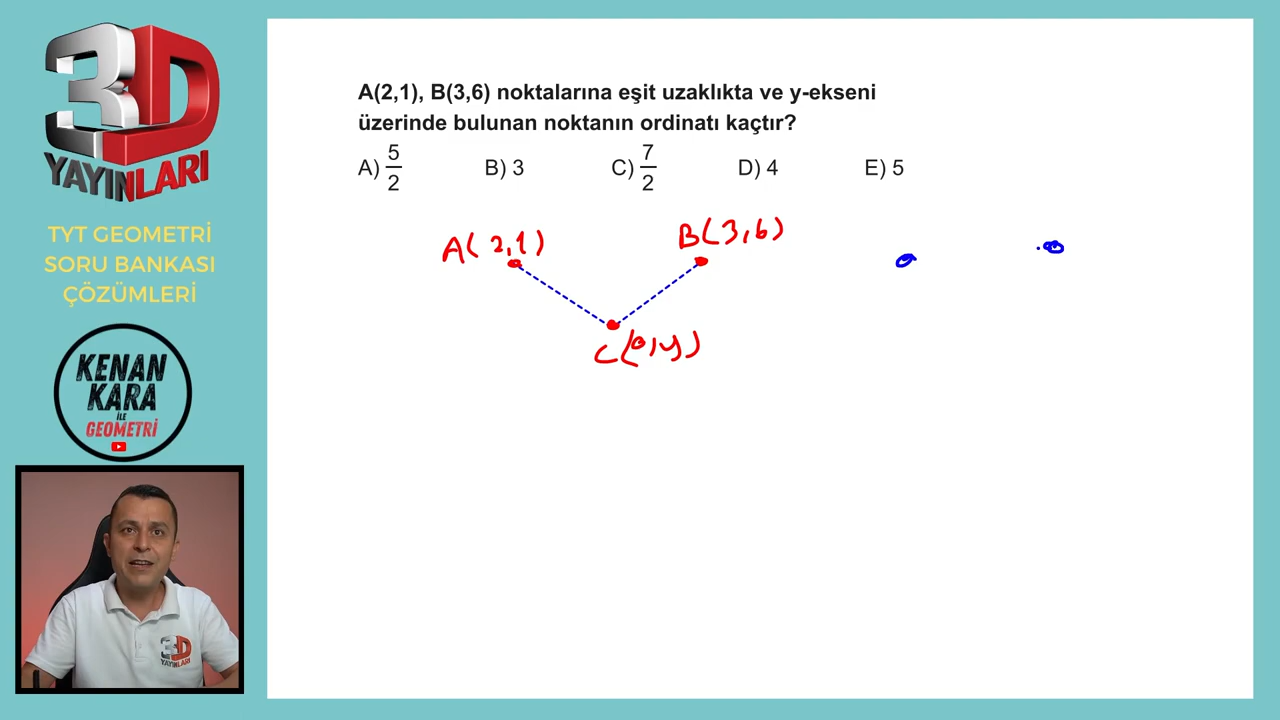 3D
YAYINLARI
TYT GEOMETRİ
SORU BANKASI
ÇÖZÜMLERİ
KENAN
KARA
İLE
GEOMETRİ
3D
YAYINLARI
A(2,1), B(3,6) noktalarına eşit uzaklıkta ve y-ekseni
üzerinde bulunan noktanın ordinatı kaçtır?
A) 5/2 B) 3 C) 7/2 D) 4 E) 5
A(2,1) B(3,6)
C(0,y)